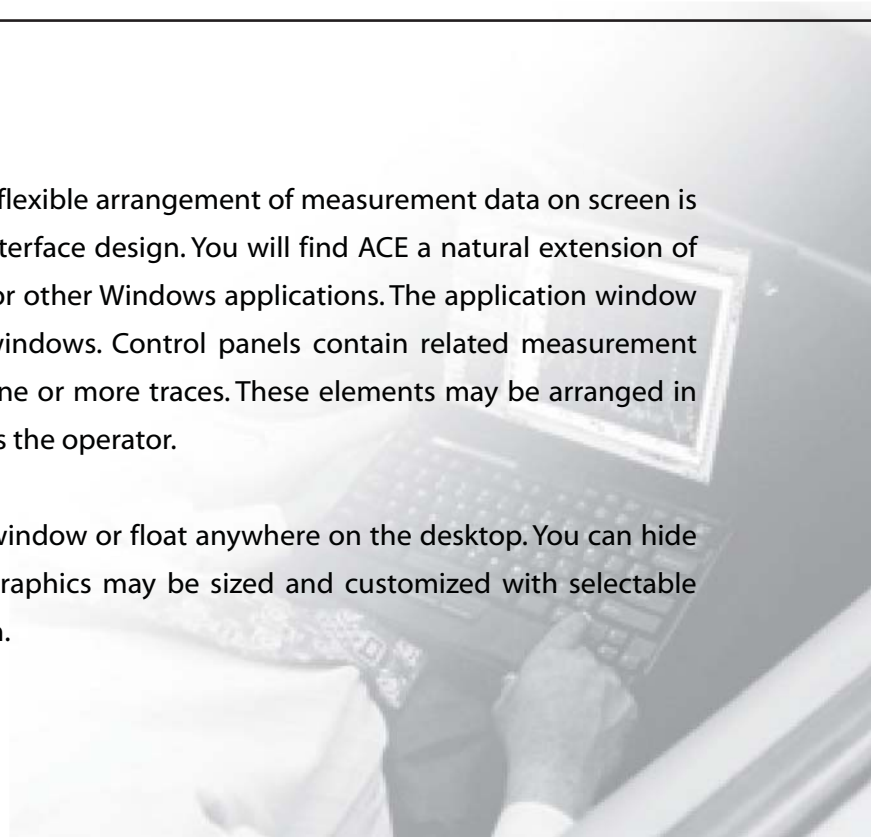 flexible arrangement of measurement data on screen is
terface design. You will find ACE a natural extension of
or other Windows applications. The application window
windows. Control panels contain related measurement
ne or more traces. These elements may be arranged in
s the operator.
window or float anywhere on the desktop. You can hide
raphics may be sized and customized with selectable
.